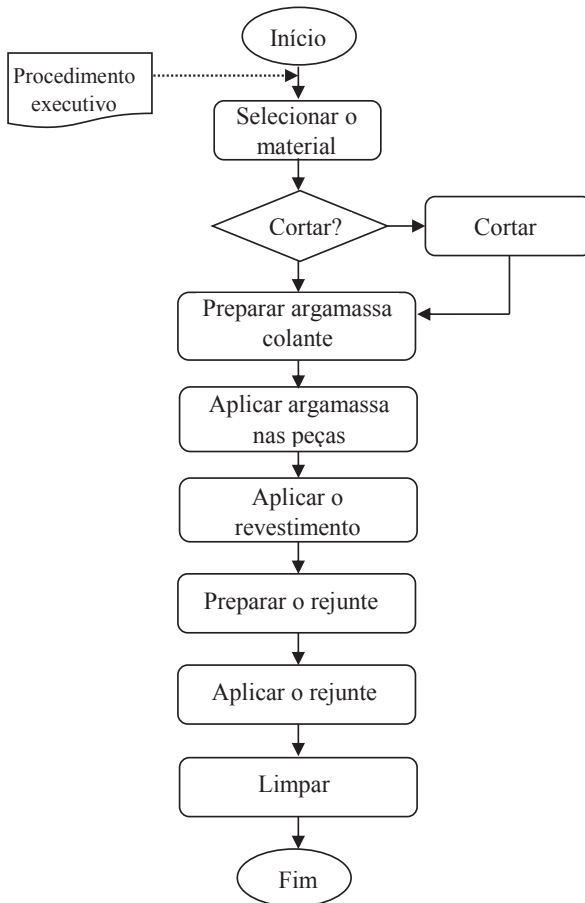 Início
Procedimento
executivo
Selecionar o
material
Cortar?
Cortar
Preparar argamassa
colante
Aplicar argamassa
nas peças
Aplicar o
revestimento
Preparar o rejunte
Aplicar o rejunte
Limpar
Fim